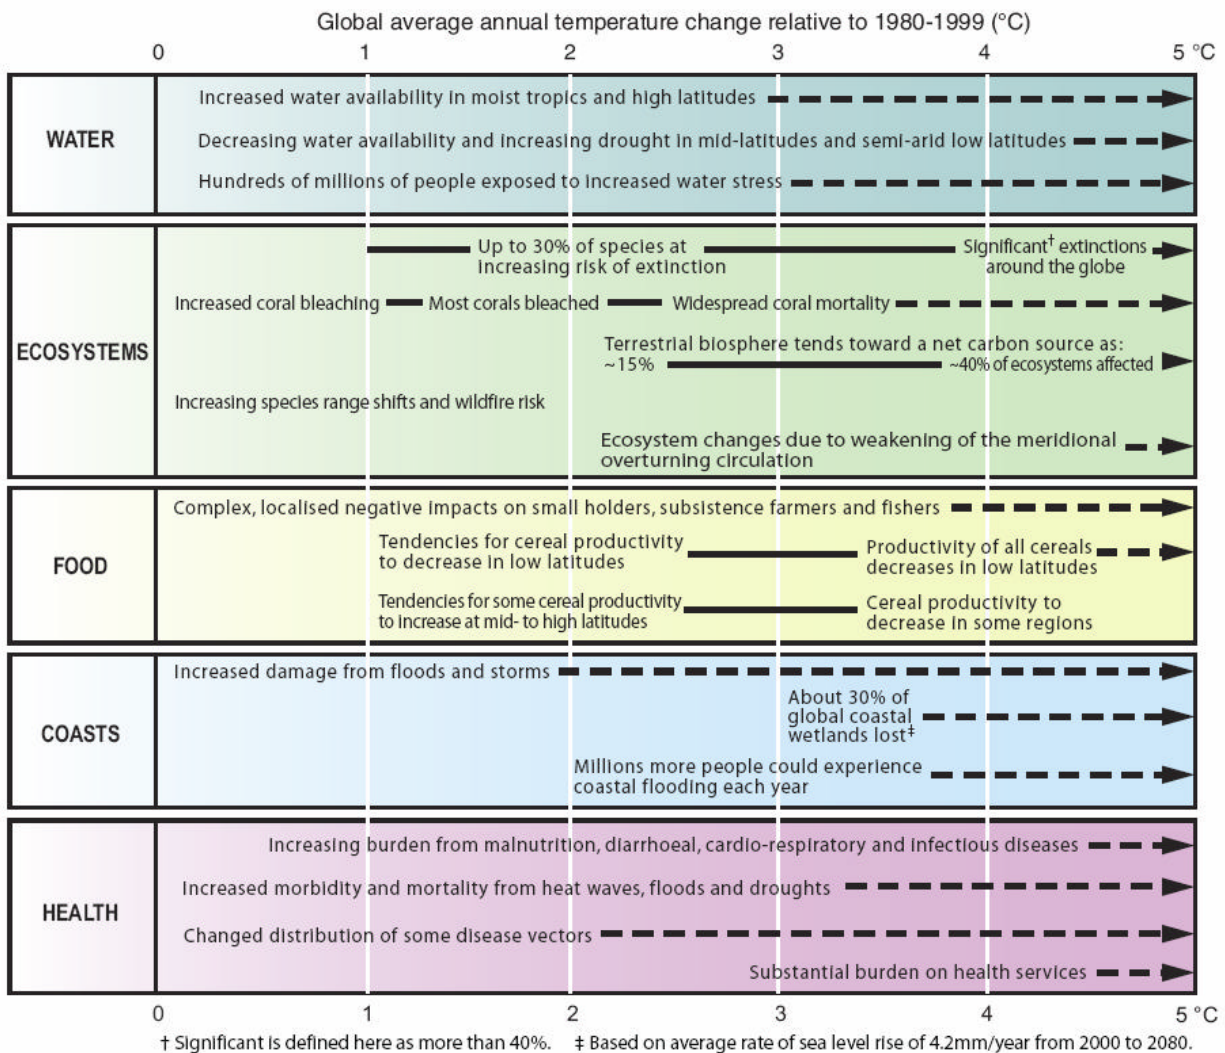 Global average annual temperature change relative to 1980-1999 (°C)
0 1 2 3 4 5 °C
WATER
Increased water availability in moist tropics and high latitudes
Decreasing water availability and increasing drought in mid-latitudes and semi-arid low latitudes
Hundreds of millions of people exposed to increased water stress
ECOSYSTEMS
Up to 30% of species at
increasing risk of extinction
Significant† extinctions
around the globe
Increased coral bleaching Most corals bleached Widespread coral mortality
Terrestrial biosphere tends toward a net carbon source as:
~15% ~40% of ecosystems affected
Increasing species range shifts and wildfire risk
Ecosystem changes due to weakening of the meridional
overturning circulation
FOOD
Complex, localised negative impacts on small holders, subsistence farmers and fishers
Tendencies for cereal productivity
to decrease in low latitudes
Productivity of all cereals
decreases in low latitudes
Tendencies for some cereal productivity
to increase at mid- to high latitudes
Cereal productivity to
decrease in some regions
COASTS
Increased damage from floods and storms
About 30% of
global coastal
wetlands lost‡
Millions more people could experience
coastal flooding each year
HEALTH
Increasing burden from malnutrition, diarrhoeal, cardio-respiratory and infectious diseases
Increased morbidity and mortality from heat waves, floods and droughts
Changed distribution of some disease vectors
Substantial burden on health services
0 1 2 3 4 5 °C
† Significant is defined here as more than 40%. ‡ Based on average rate of sea level rise of 4.2mm/year from 2000 to 2080.